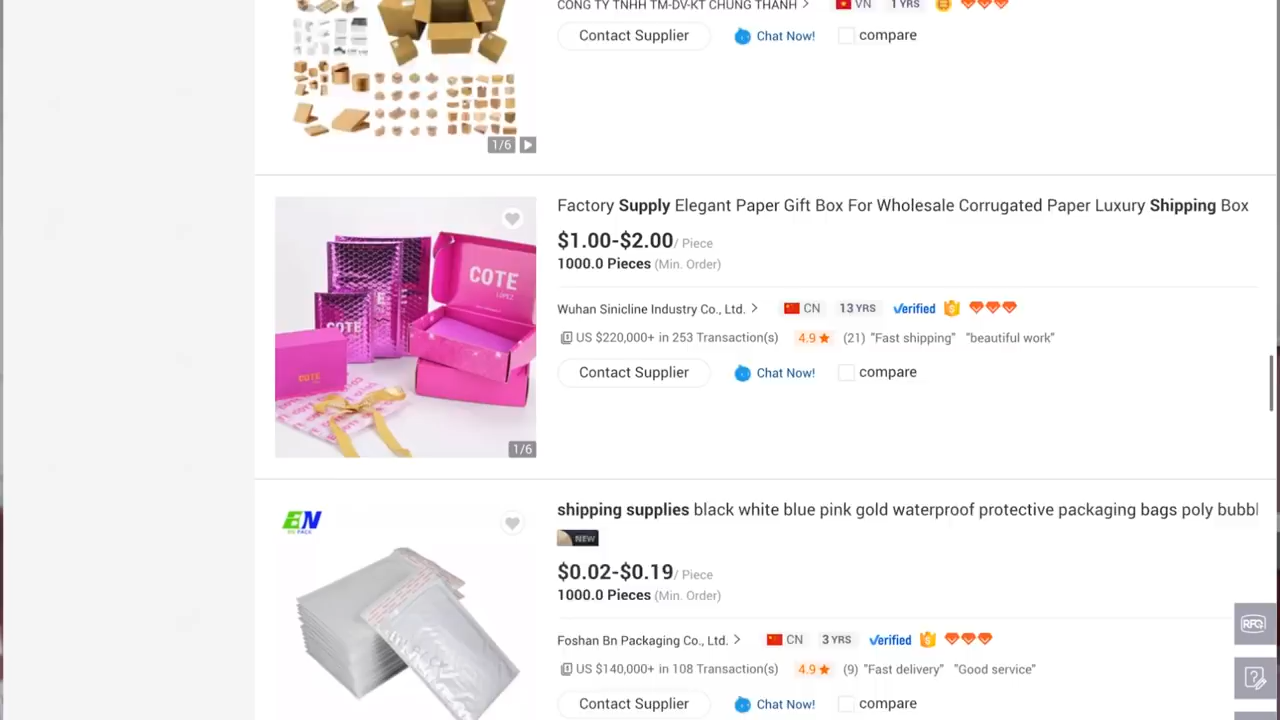 CONG TY TNHH TM-DV-KT CHUNG THANH > VN 1 YRS
Contact Supplier Chat Now! compare
1/6
Factory Supply Elegant Paper Gift Box For Wholesale Corrugated Paper Luxury Shipping Box
$1.00-$2.00/ Piece
1000.0 Pieces (Min. Order)
COTE
LOPEZ
COTE
COTE
Wuhan Sinicline Industry Co., Ltd. > CN 13 YRS Verified
US $220,000+ in 253 Transaction(s) 4.9 (21) "Fast shipping" "beautiful work"
Contact Supplier Chat Now! compare
1/6
shipping supplies black white blue pink gold waterproof protective packaging bags poly bubbl
BN
BN PACK
NEW
$0.02-$0.19/ Piece
1000.0 Pieces (Min. Order)
RFQ
Foshan Bn Packaging Co., Ltd. > CN 3 YRS Verified
US $140,000+ in 108 Transaction(s) 4.9 (9) "Fast delivery" "Good service"
Contact Supplier Chat Now! compare